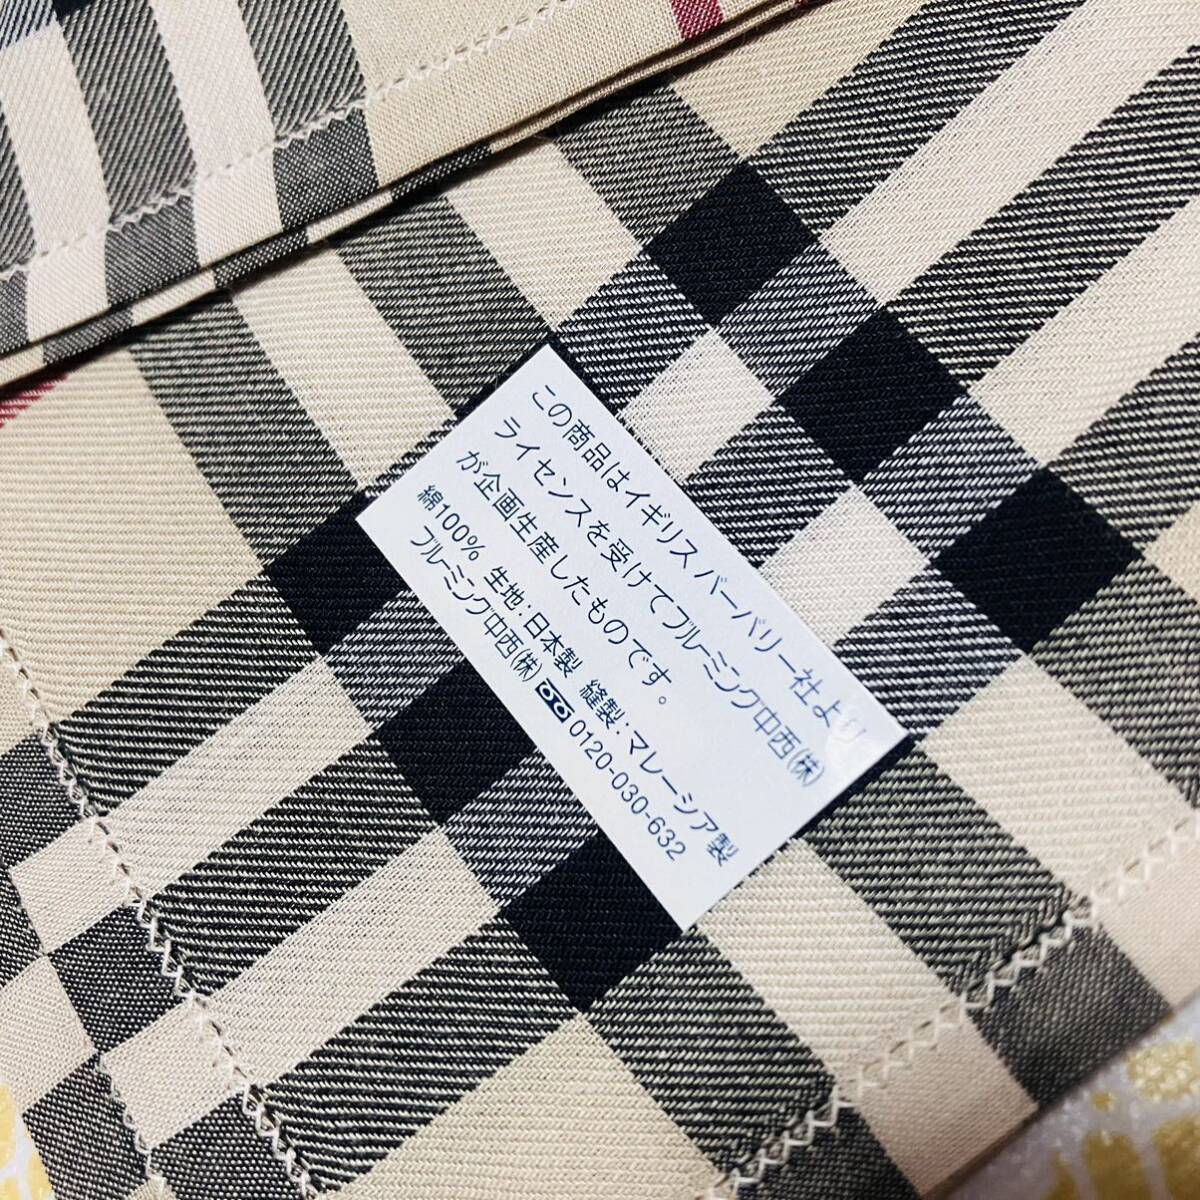 この商品はイギリス バーバリー社より
ライセンスを受けてブルーミング中西(株)
が企画生産したものです。
綿100% 生地:日本製 縫製:マレーシア製
ブルーミング中西(株) 0120-030-632